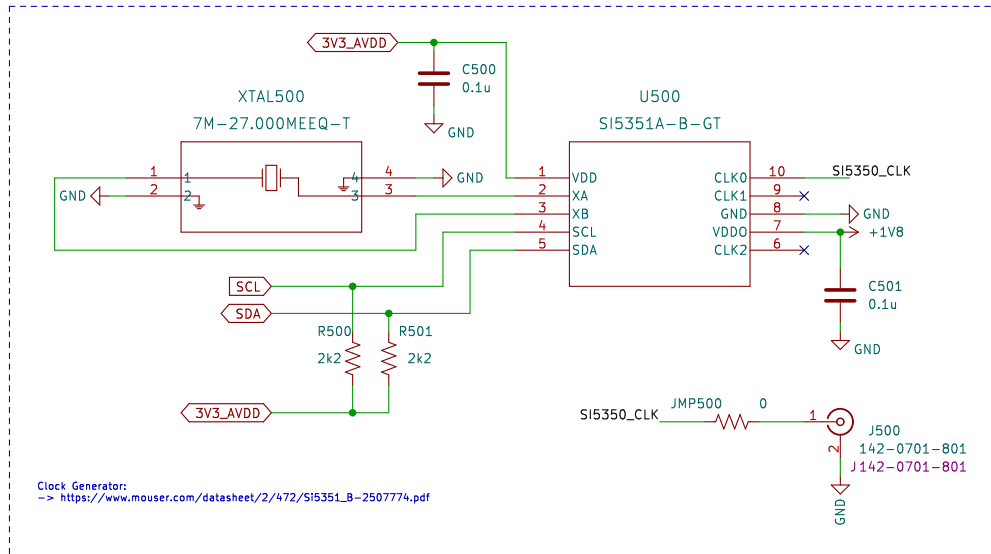 3V3_AVDD
C500
0.1u
GND
XTAL500
7M-27.000MEEQ-T
1
1
2
2
GND
4
4
3
3
GND
U500
SI5351A-B-GT
1
VDD
2
XA
3
XB
4
SCL
5
SDA
CLK0
10
SI5350_CLK
CLK1
9
GND
8
GND
VDDO
7
+1V8
CLK2
6
C501
0.1u
GND
SCL
SDA
R500
2k2
R501
2k2
3V3_AVDD
SI5350_CLK
JMP500
0
1
2
J500
142-0701-801
J142-0701-801
GND
Clock Generator:
-> https://www.mouser.com/datasheet/2/472/Si5351_B-2507774.pdf